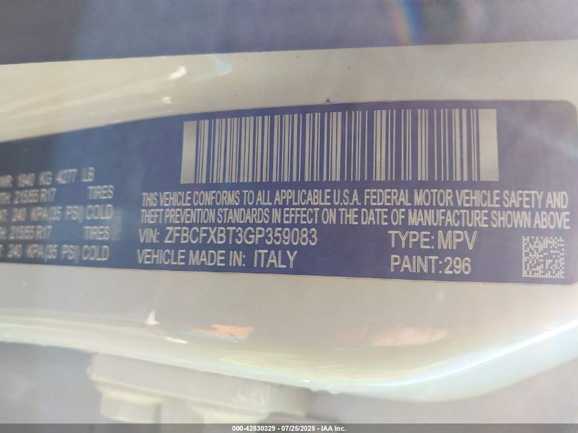 1940 KG 4277 LB
215/55 R17 TIRES
240 KPA(35 PSI) COLD
215/55 R17 TIRES
240 KPA(35 PSI) COLD
THIS VEHICLE CONFORMS TO ALL APPLICABLE U.S.A. FEDERAL MOTOR VEHICLE SAFETY AND
THEFT PREVENTION STANDARDS IN EFFECT ON THE DATE OF MANUFACTURE SHOWN ABOVE
VIN: ZFBCFXBT3GP359083 TYPE: MPV
VEHICLE MADE IN: ITALY
PAINT: 296
000-42830229 - 07/25/2025 - iaai.com